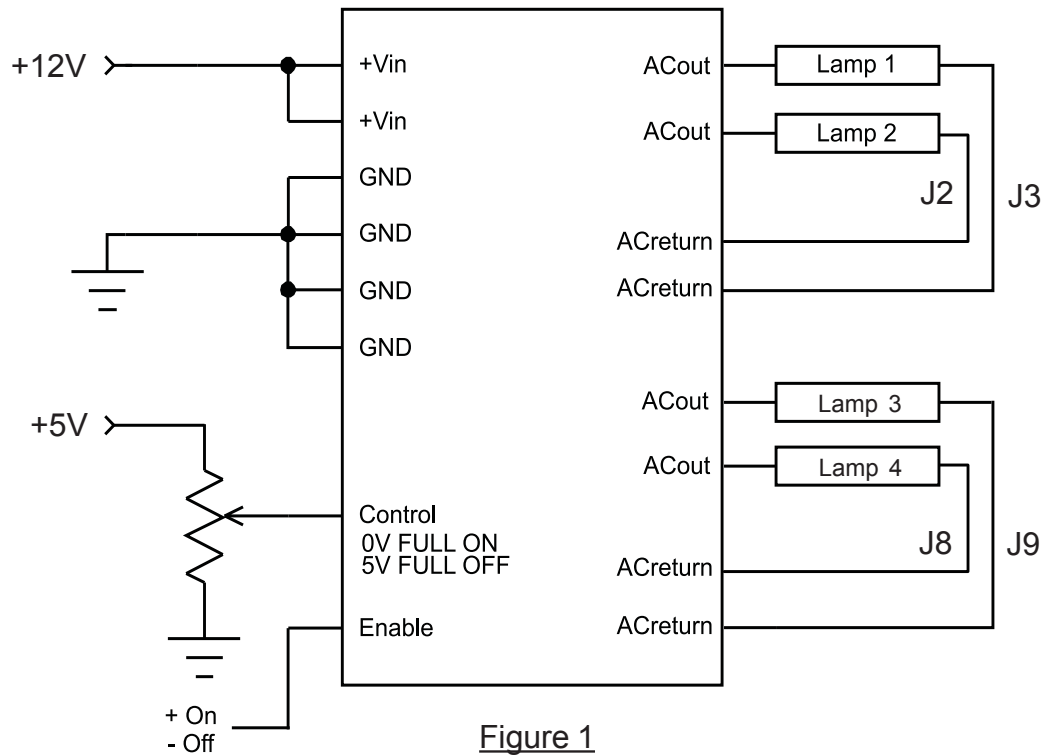 +12V
+Vin
+Vin
GND
GND
GND
GND
+5V
Control
0V FULL ON
5V FULL OFF
Enable
+ On
- Off
ACout
Lamp 1
ACout
Lamp 2
J2
J3
ACreturn
ACreturn
ACout
Lamp 3
ACout
Lamp 4
J8
J9
ACreturn
ACreturn
Figure 1